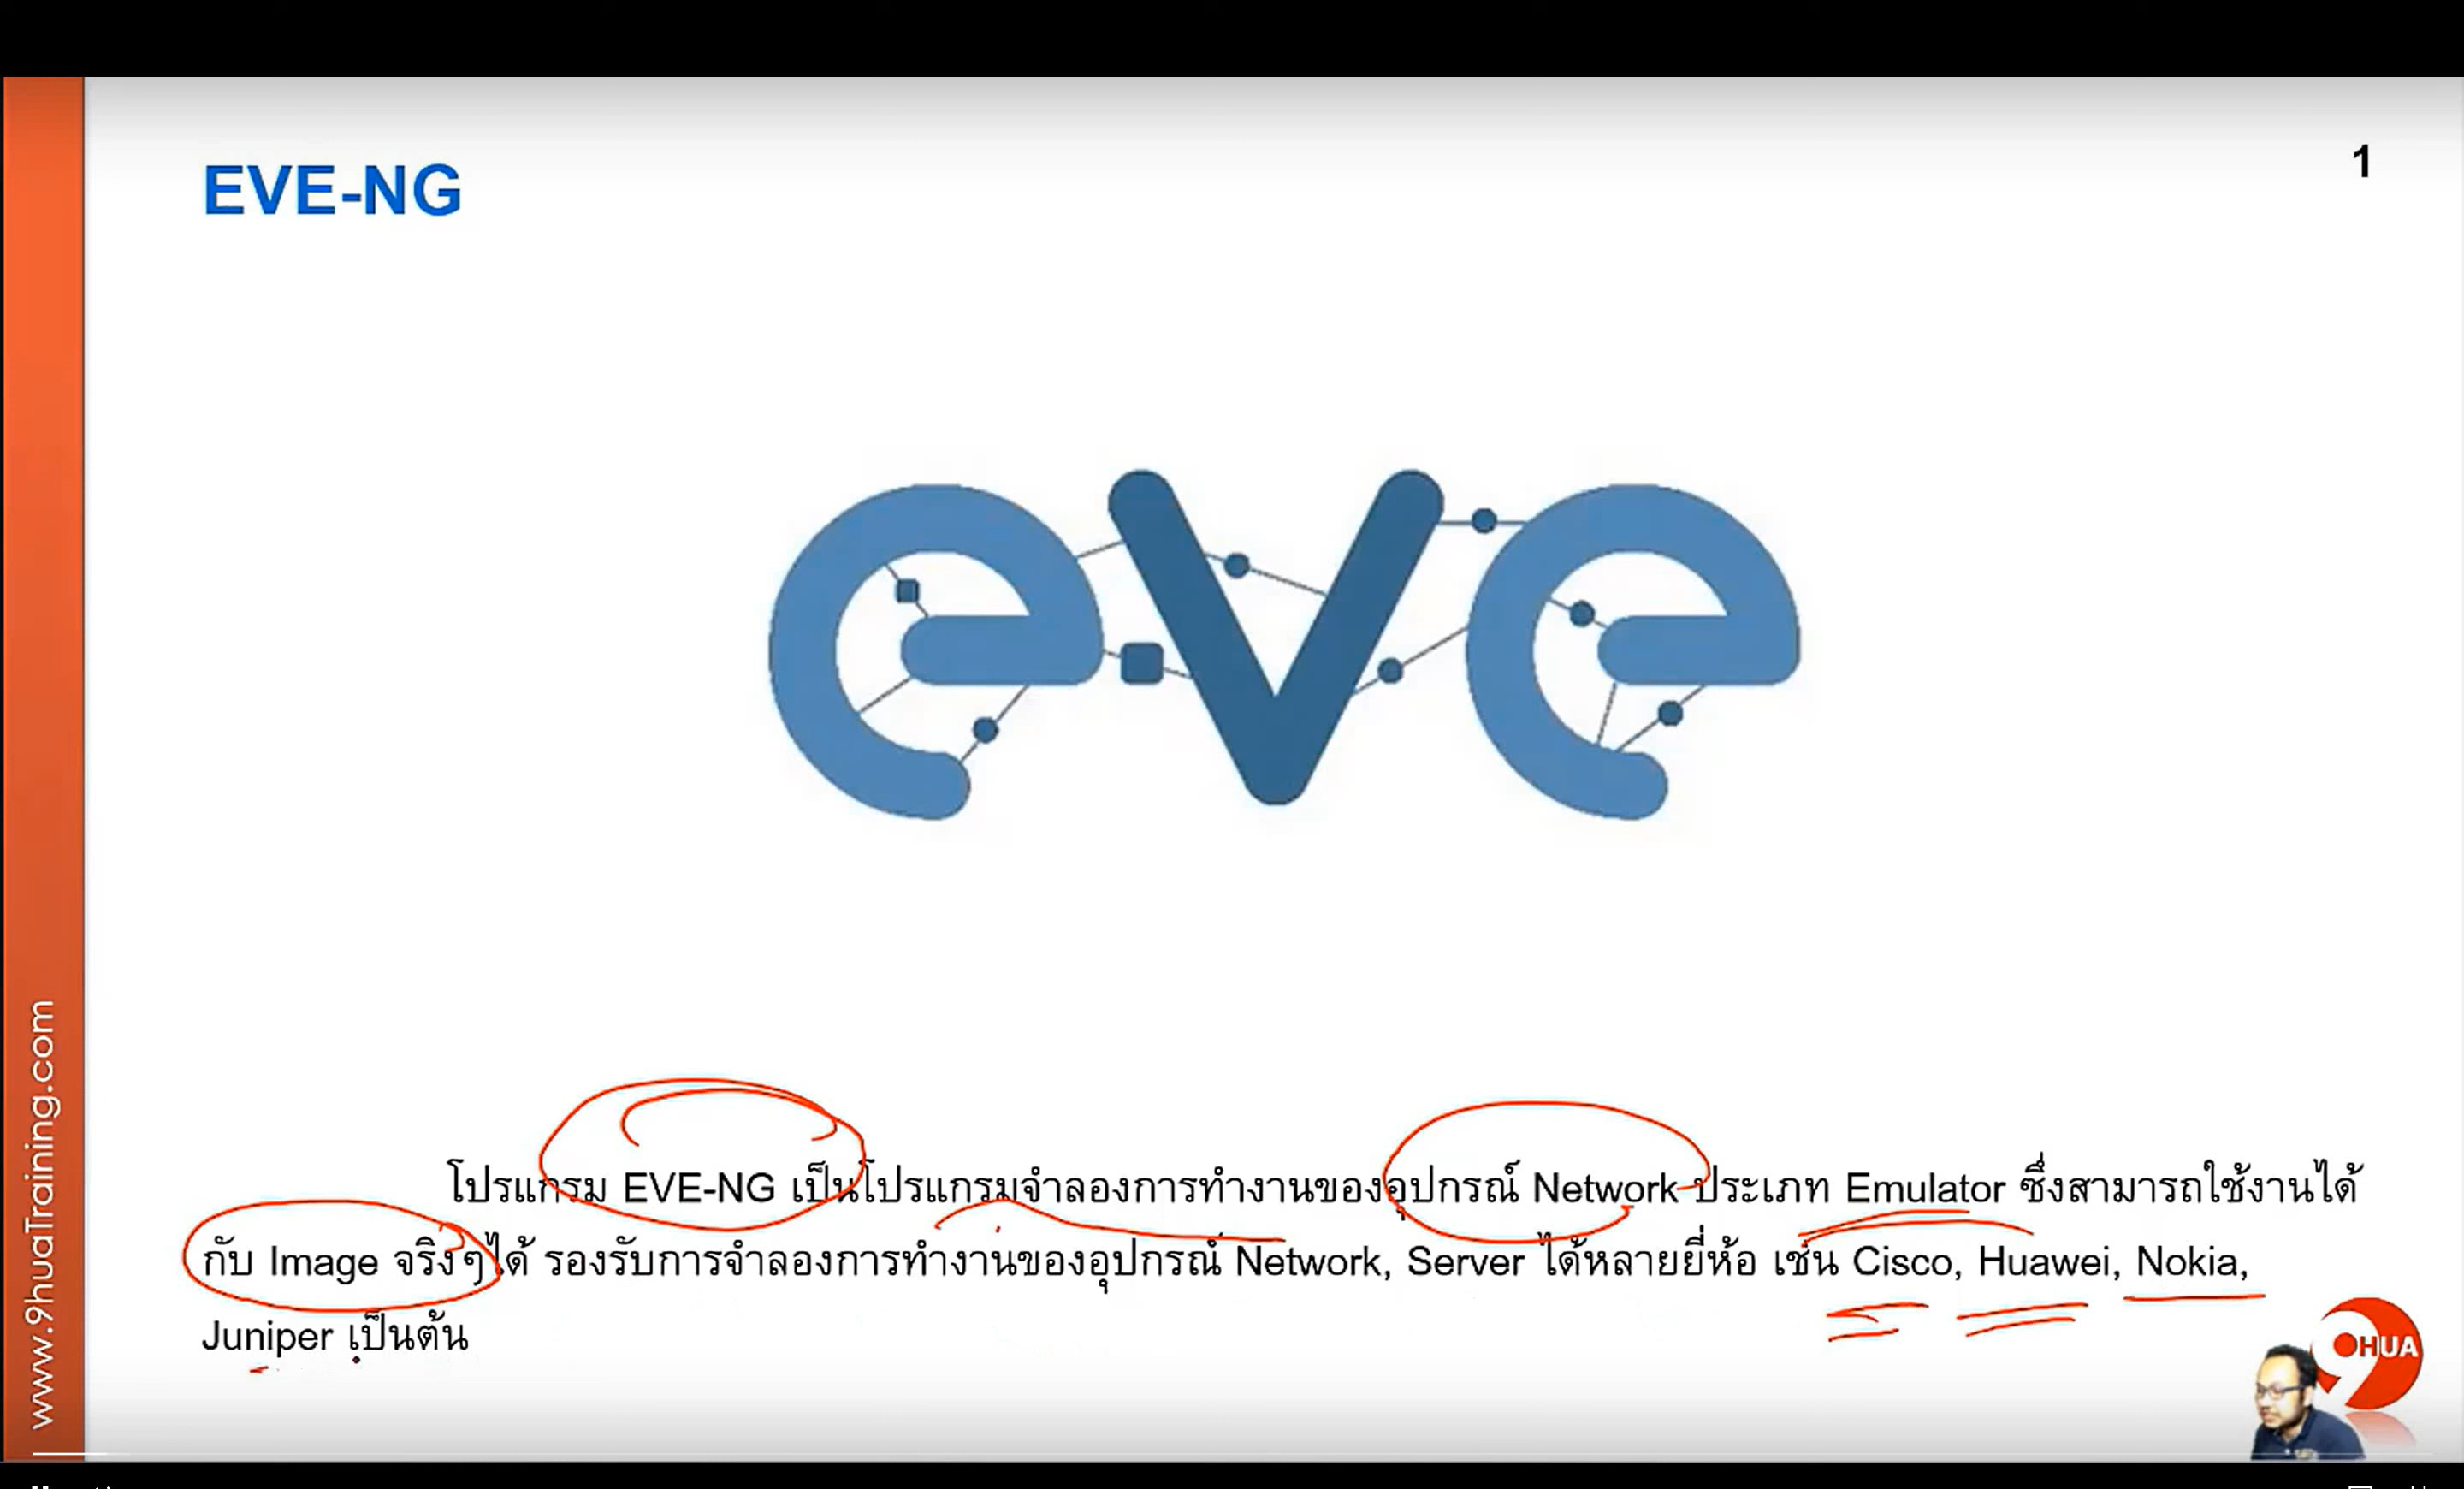 EVE-NG
1
eve
โปรแกรม EVE-NG เป็นโปรแกรมจำลองการทำงานของอุปกรณ์ Network ประเภท Emulator ซึ่งสามารถใช้งานได้
กับ Image จริงๆได้ รองรับการจำลองการทำงานของอุปกรณ์ Network, Server ได้หลายยี่ห้อ เช่น Cisco, Huawei, Nokia,
Juniper เป็นต้น
www.9huaTraining.com
9HUA